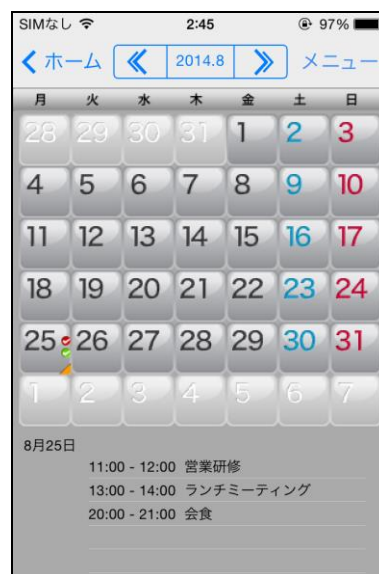 SIMなし 2:45 97%
ホーム 2014.8 メニュー
月 火 水 木 金 土 日
28 29 30 31 1 2 3
4 5 6 7 8 9 10
11 12 13 14 15 16 17
18 19 20 21 22 23 24
25 26 27 28 29 30 31
1 2 3 4 5 6 7
8月25日
11:00 - 12:00 営業研修
13:00 - 14:00 ランチミーティング
20:00 - 21:00 会食